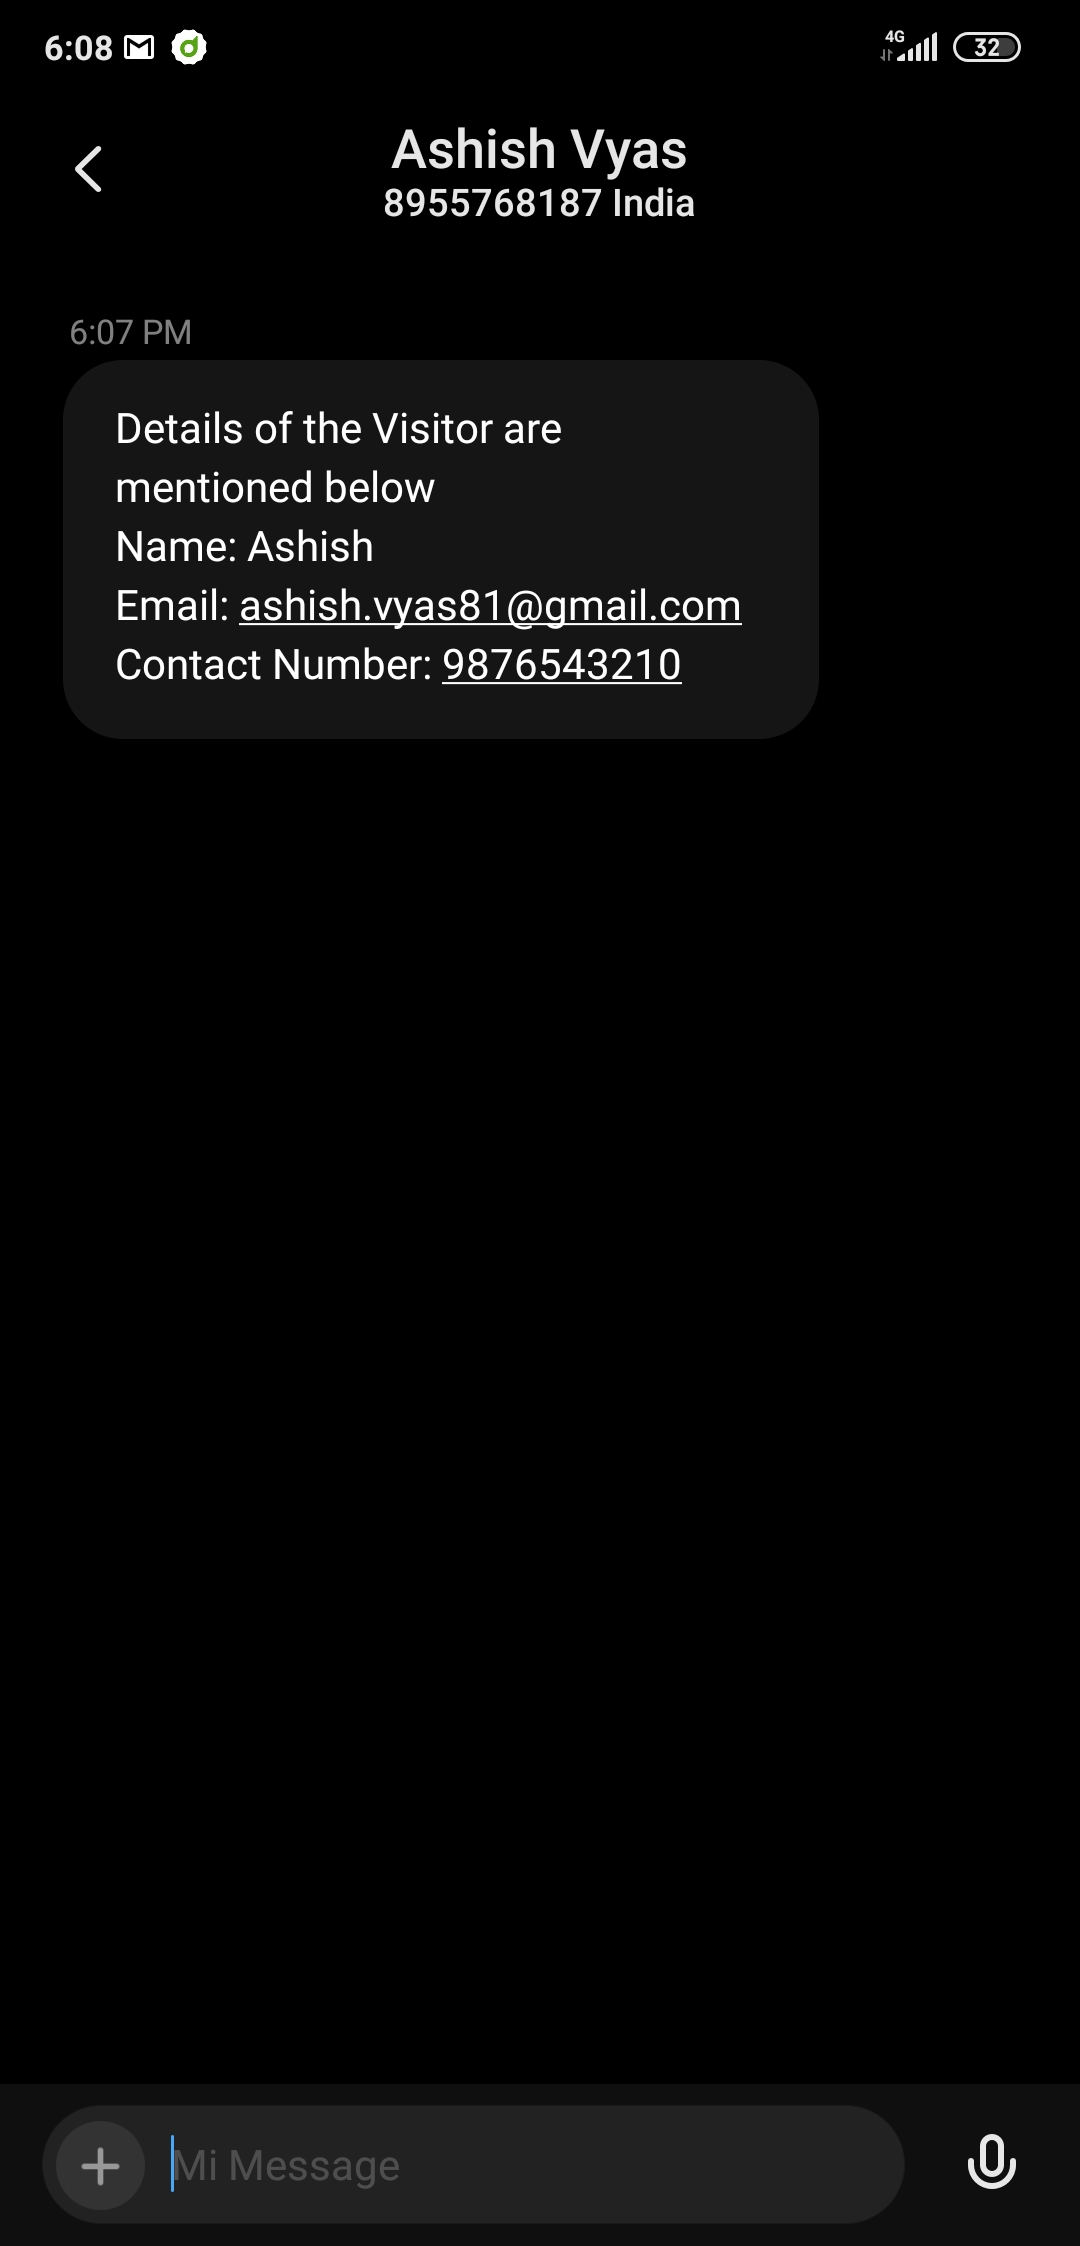 6:08
4G
32
Ashish Vyas
8955768187 India
6:07 PM
Details of the Visitor are
mentioned below
Name: Ashish
Email: ashish.vyas81@gmail.com
Contact Number: 9876543210
Mi Message